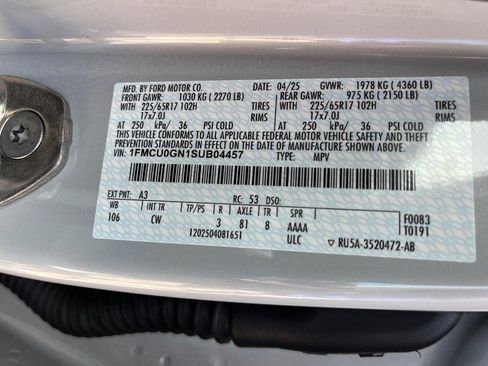 MFD. BY FORD MOTOR CO. 04/25 GVWR: 1978 KG ( 4360 LB)
FRONT GAWR: 1030 KG ( 2270 LB) REAR GAWR: 975 KG ( 2150 LB)
225/65R17 102H TIRES 225/65R17 102H TIRES
17x7.0J RIMS 17x7.0J RIMS
AT 250 kPa/ 36 PSI COLD AT 250 kPa/ 36 PSI COLD
THIS VEHICLE CONFORMS TO ALL APPLICABLE FEDERAL MOTOR VEHICLE SAFETY AND THEFT
PREVENTION STANDARDS IN EFFECT ON THE DATE OF MANUFACTURE SHOWN ABOVE.
VIN: 1FMCU0GN1SUB04457 TYPE: MPV
EXT PNT: A3 RC: 53 DSO:
WB INT TR TP/PS R AXLE TR SPR F0083
106 CW 3 81 8 AAAA T0191
1202504081651 ULC ▽ RU5A-3520472-AB